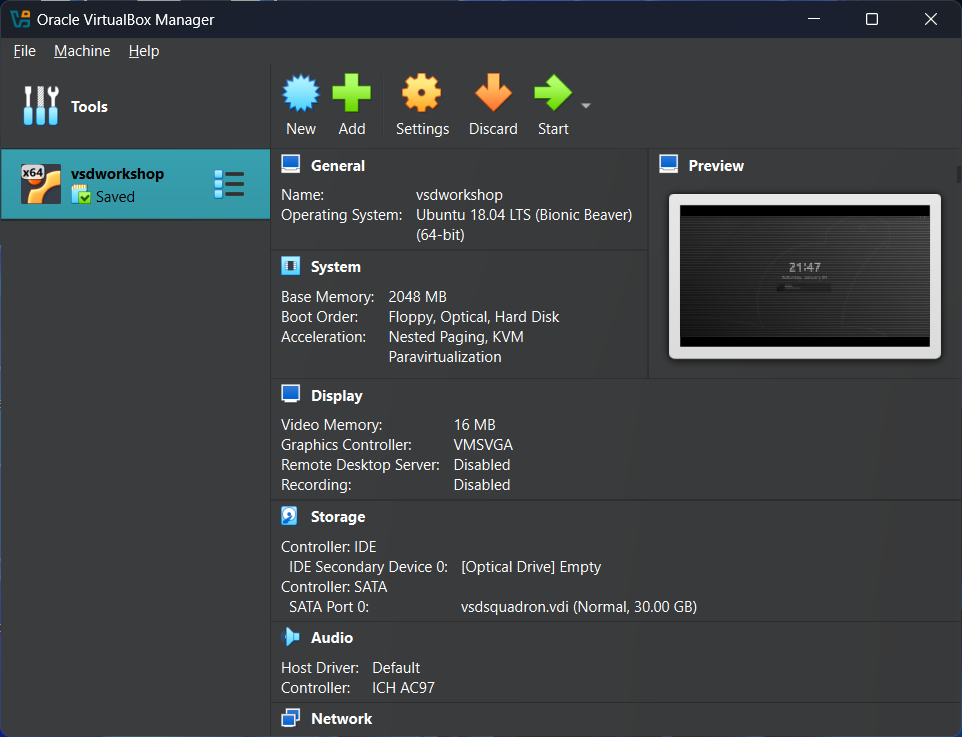 Oracle VirtualBox Manager
File Machine Help
Tools
New Add Settings Discard Start
x64
vsdworkshop
Saved
General
Name: vsdworkshop
Operating System: Ubuntu 18.04 LTS (Bionic Beaver)
(64-bit)
Preview
21:47
System
Base Memory: 2048 MB
Boot Order: Floppy, Optical, Hard Disk
Acceleration: Nested Paging, KVM
Paravirtualization
Display
Video Memory: 16 MB
Graphics Controller: VMSVGA
Remote Desktop Server: Disabled
Recording: Disabled
Storage
Controller: IDE
IDE Secondary Device 0: [Optical Drive] Empty
Controller: SATA
SATA Port 0: vsdsquadron.vdi (Normal, 30.00 GB)
Audio
Host Driver: Default
Controller: ICH AC97
Network